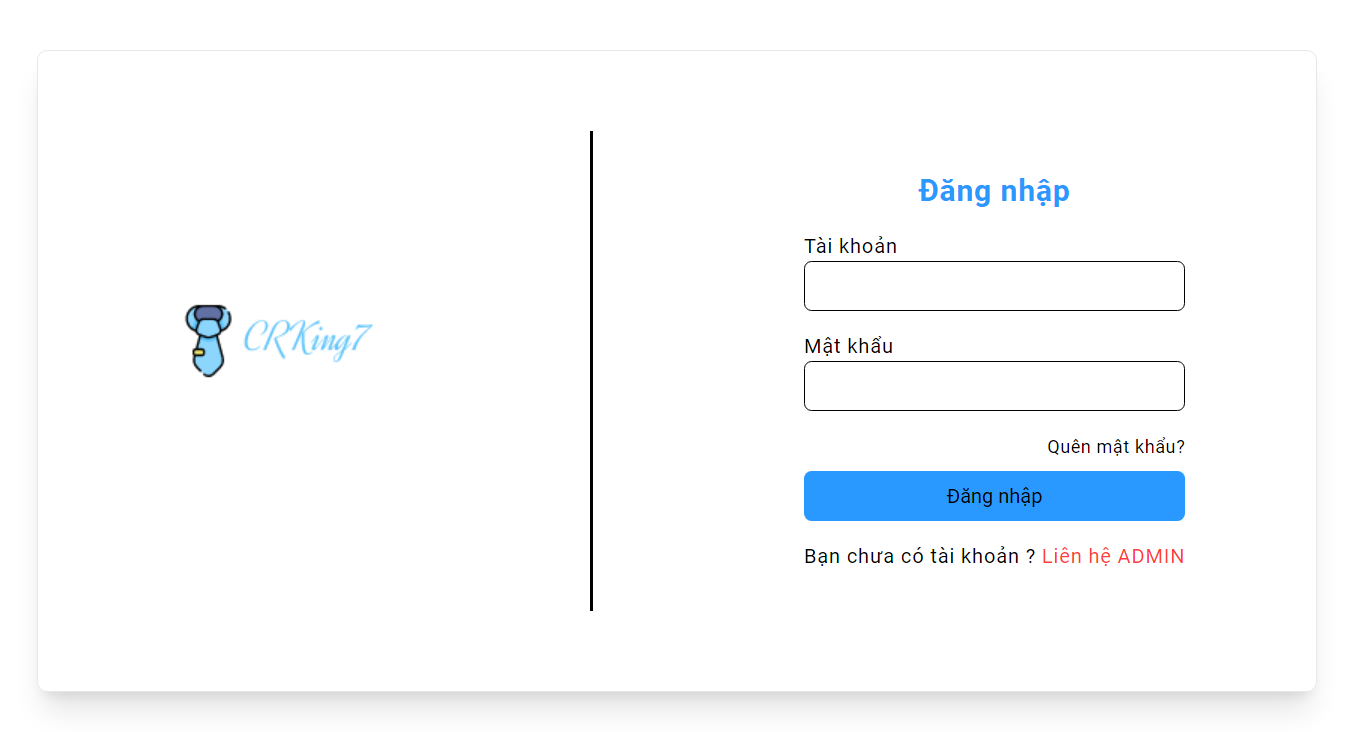 CRKing7
Đăng nhập
Tài khoản
Mật khẩu
Quên mật khẩu?
Đăng nhập
Bạn chưa có tài khoản ? Liên hệ ADMIN